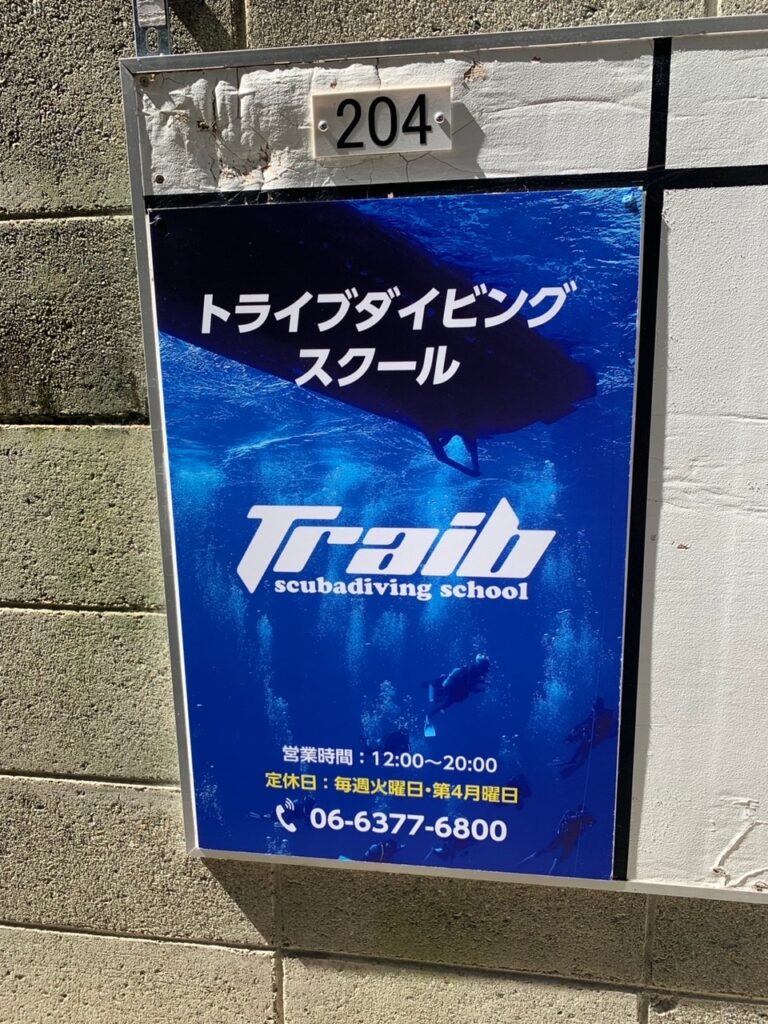 204
トライブダイビング
スクール
Traib
scubadiving school
営業時間：12:00〜20:00
定休日：毎週火曜日・第4月曜日
06-6377-6800